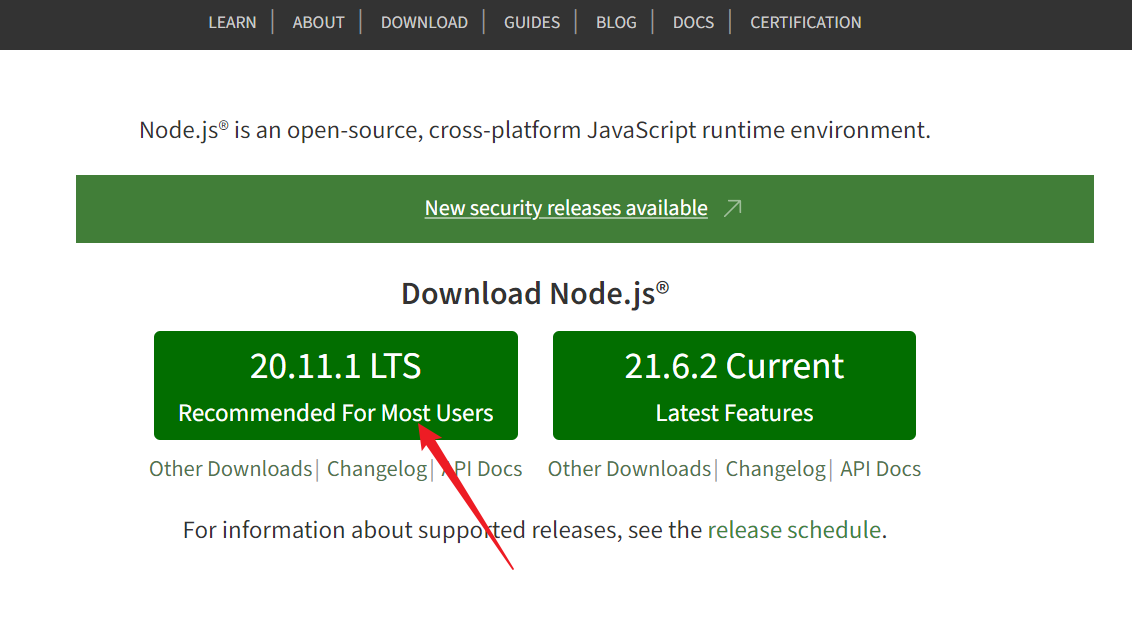 LEARN | ABOUT | DOWNLOAD | GUIDES | BLOG | DOCS | CERTIFICATION
Node.js® is an open-source, cross-platform JavaScript runtime environment.
New security releases available
Download Node.js®
20.11.1 LTS
Recommended For Most Users
Other Downloads | Changelog | API Docs
21.6.2 Current
Latest Features
Other Downloads | Changelog | API Docs
For information about supported releases, see the release schedule.